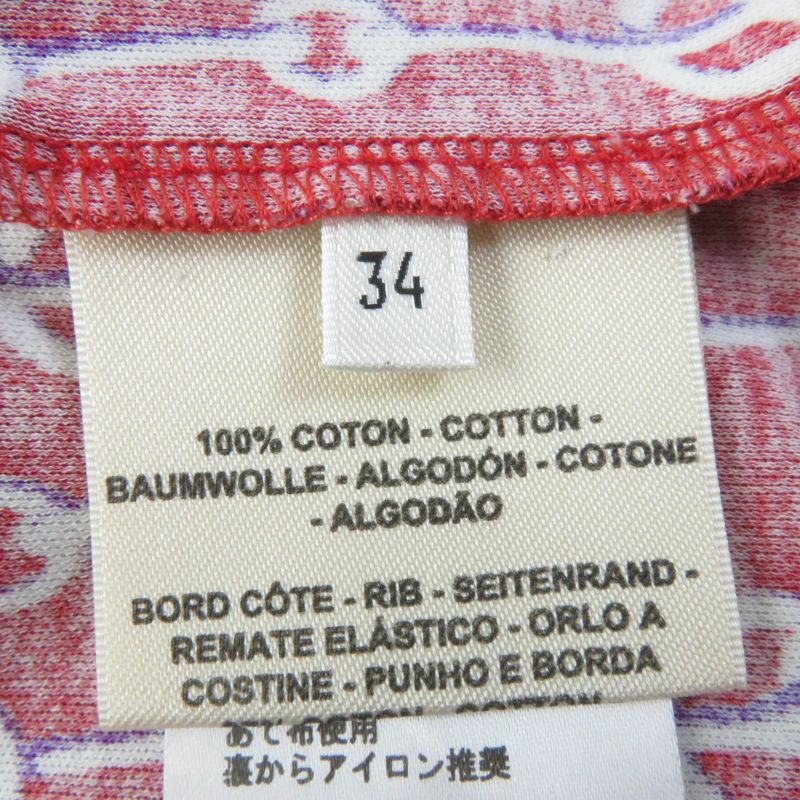 34
100% COTON - COTTON -
BAUMWOLLE - ALGODÓN - COTONE
- ALGODÃO
BORD CÔTE - RIB - SEITENRAND -
REMATE ELÁSTICO - ORLO A
COSTINE - PUNHO E BORDA
COTTON
あて布使用
裏からアイロン推奨